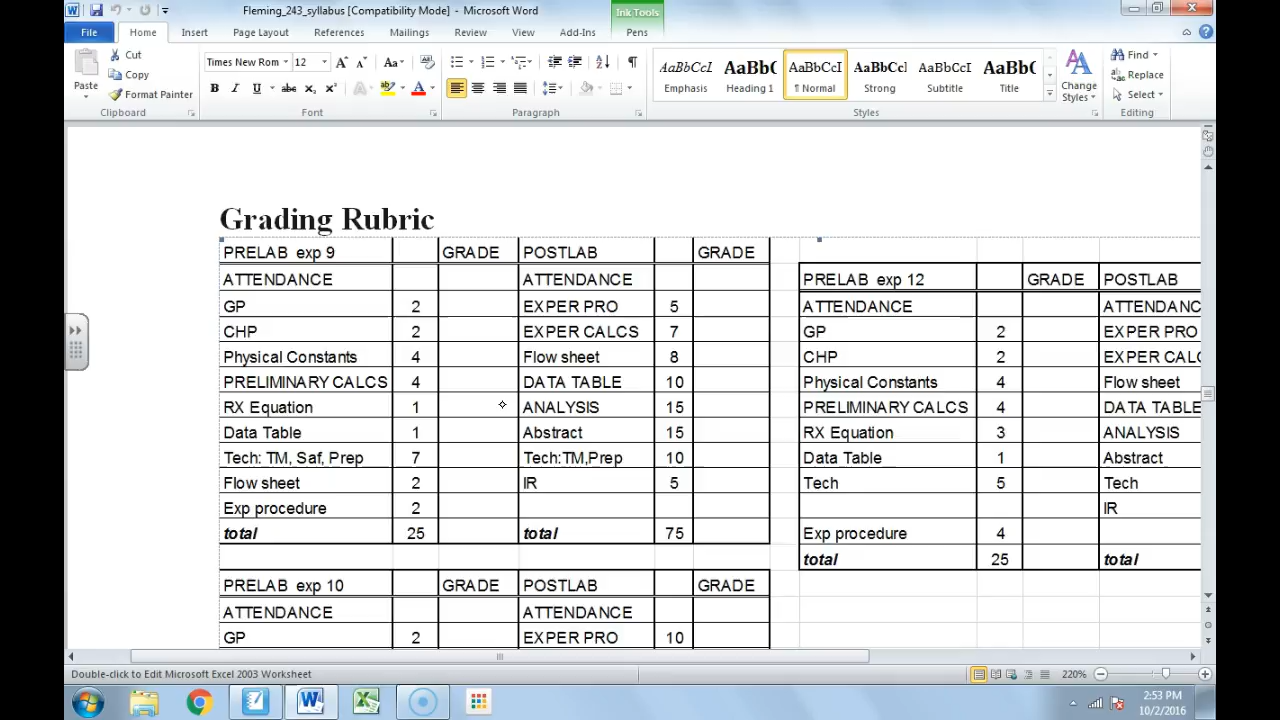 Fleming_243_syllabus [Compatibility Mode] - Microsoft Word
Ink Tools
File Home Insert Page Layout References Mailings Review View Add-Ins Pens
Paste
Cut
Copy
Format Painter
Clipboard
Times New Rom 12
Font
Paragraph
AaBbCcI AaBbC AaBbCcI AaBbCcl AaBbCcI AaBbC
Emphasis Heading 1 ¶ Normal Strong Subtitle Title
Styles
Change Styles
Find
Replace
Select
Editing
Grading Rubric
PRELAB exp 9 GRADE POSTLAB GRADE
ATTENDANCE ATTENDANCE
GP 2 EXPER PRO 5
CHP 2 EXPER CALCS 7
Physical Constants 4 Flow sheet 8
PRELIMINARY CALCS 4 DATA TABLE 10
RX Equation 1 ANALYSIS 15
Data Table 1 Abstract 15
Tech: TM, Saf, Prep 7 Tech:TM,Prep 10
Flow sheet 2 IR 5
Exp procedure 2
total 25 total 75
PRELAB exp 10 GRADE POSTLAB GRADE
ATTENDANCE ATTENDANCE
GP 2 EXPER PRO 10
PRELAB exp 12 GRADE POSTLAB
ATTENDANCE ATTENDANC
GP 2 EXPER PRO
CHP 2 EXPER CALC
Physical Constants 4 Flow sheet
PRELIMINARY CALCS 4 DATA TABLE
RX Equation 3 ANALYSIS
Data Table 1 Abstract
Tech 5 Tech
IR
Exp procedure 4
total 25 total
Double-click to Edit Microsoft Excel 2003 Worksheet
220%
2:53 PM
10/2/2016